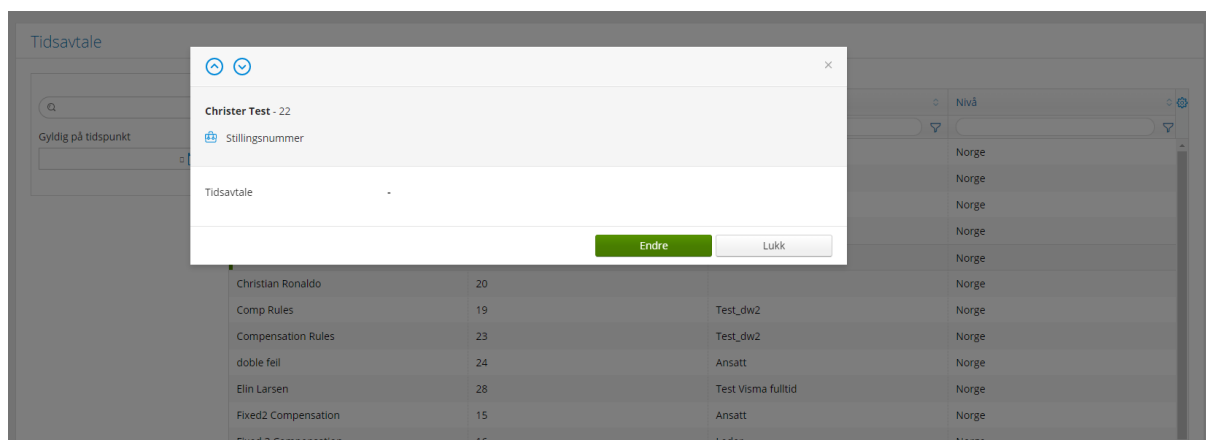 Tidsavtale
Christer Test - 22
Stillingsnummer
Tidsavtale -
Endre Lukk
Gyldig på tidspunkt
Nivå
Norge
Norge
Norge
Norge
Norge
Christian Ronaldo 20 Norge
Comp Rules 19 Test_dw2 Norge
Compensation Rules 23 Test_dw2 Norge
doble feil 24 Ansatt Norge
Elin Larsen 28 Test Visma fulltid Norge
Fixed2 Compensation 15 Ansatt Norge